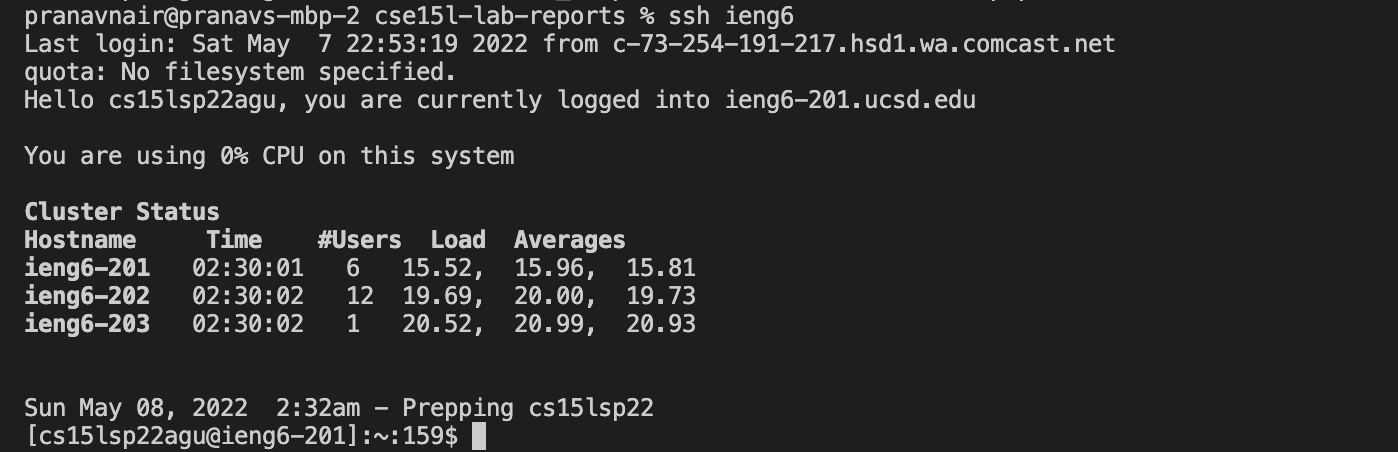 pranavnair@pranavs-mbp-2 cse15l-lab-reports % ssh ieng6
Last login: Sat May  7 22:53:19 2022 from c-73-254-191-217.hsd1.wa.comcast.net
quota: No filesystem specified.
Hello cs15lsp22agu, you are currently logged into ieng6-201.ucsd.edu
You are using 0% CPU on this system
Cluster Status
Hostname     Time    #Users  Load  Averages
ieng6-201   02:30:01   6   15.52,  15.96,  15.81
ieng6-202   02:30:02   12  19.69,  20.00,  19.73
ieng6-203   02:30:02   1   20.52,  20.99,  20.93
Sun May 08, 2022  2:32am - Prepping cs15lsp22
[cs15lsp22agu@ieng6-201]:~:159$